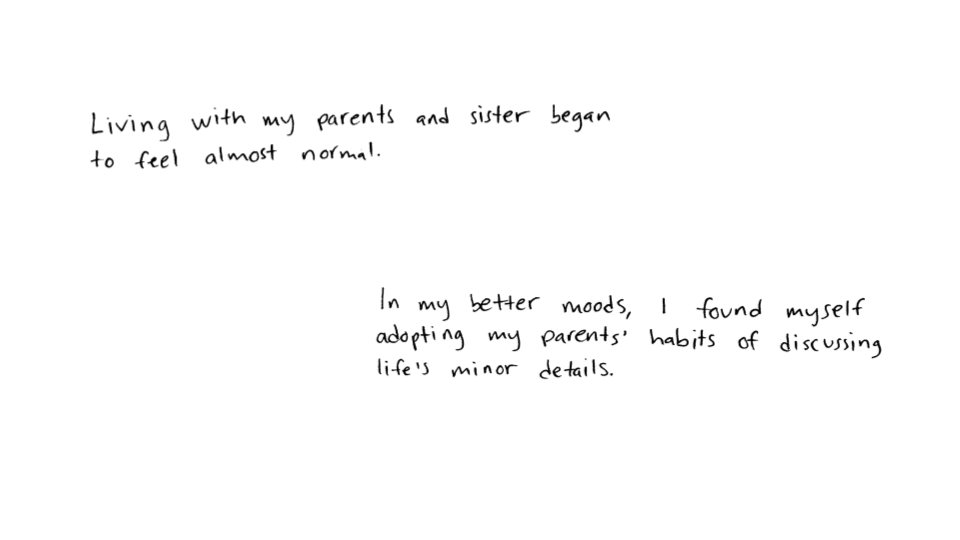 Living with my parents and sister began
to feel almost normal.
In my better moods, I found myself
adopting my parents' habits of discussing
life's minor details.